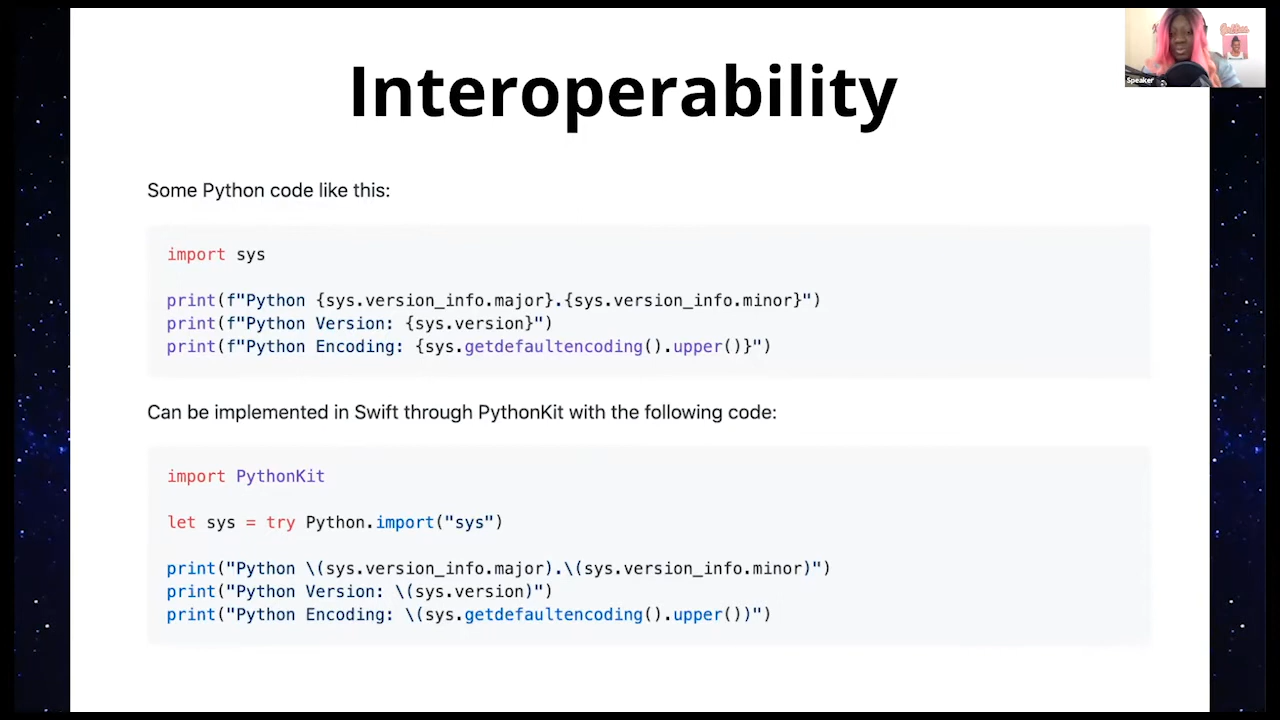 Interoperability
Speaker
Some Python code like this:
import sys
print(f"Python {sys.version_info.major}.{sys.version_info.minor}")
print(f"Python Version: {sys.version}")
print(f"Python Encoding: {sys.getdefaultencoding().upper()}")
Can be implemented in Swift through PythonKit with the following code:
import PythonKit
let sys = try Python.import("sys")
print("Python \(sys.version_info.major).\(sys.version_info.minor)")
print("Python Version: \(sys.version)")
print("Python Encoding: \(sys.getdefaultencoding().upper())")